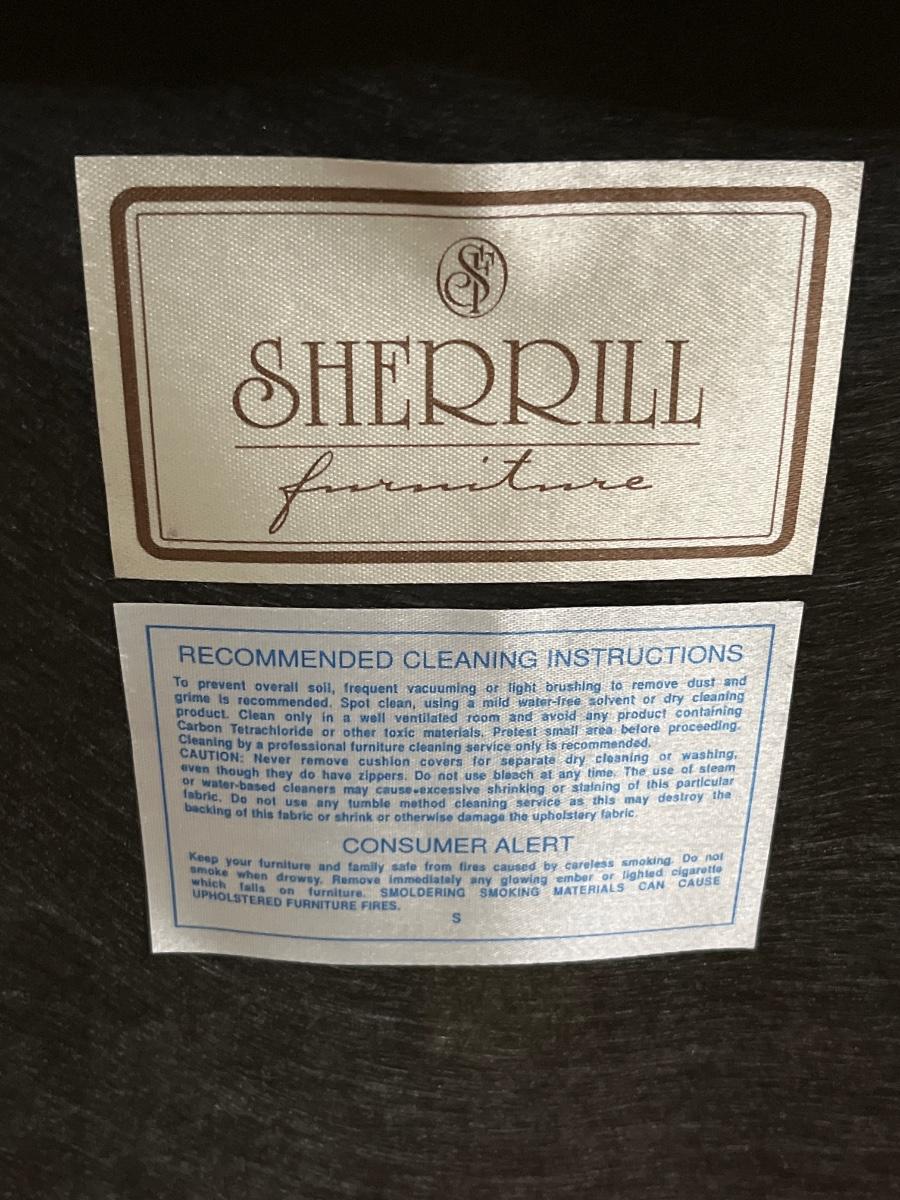 SF
SHERRILL
furniture
RECOMMENDED CLEANING INSTRUCTIONS
To prevent overall soil, frequent vacuuming or light brushing to remove dust and
grime is recommended. Spot clean, using a mild water-free solvent or dry cleaning
product. Clean only in a well ventilated room and avoid any product containing
Carbon Tetrachloride or other toxic materials. Pretest small area before proceeding.
Cleaning by a professional furniture cleaning service only is recommended.
CAUTION: Never remove cushion covers for separate dry cleaning or washing,
even though they do have zippers. Do not use bleach at any time. The use of steam
or water-based cleaners may cause excessive shrinking or staining of this particular
fabric. Do not use any tumble method cleaning service as this may destroy the
backing of this fabric or shrink or otherwise damage the upholstery fabric.
CONSUMER ALERT
Keep your furniture and family safe from fires caused by careless smoking. Do not
smoke when drowsy. Remove immediately any glowing ember or lighted cigarette
which falls on furniture. SMOLDERING SMOKING MATERIALS CAN CAUSE
UPHOLSTERED FURNITURE FIRES.
S